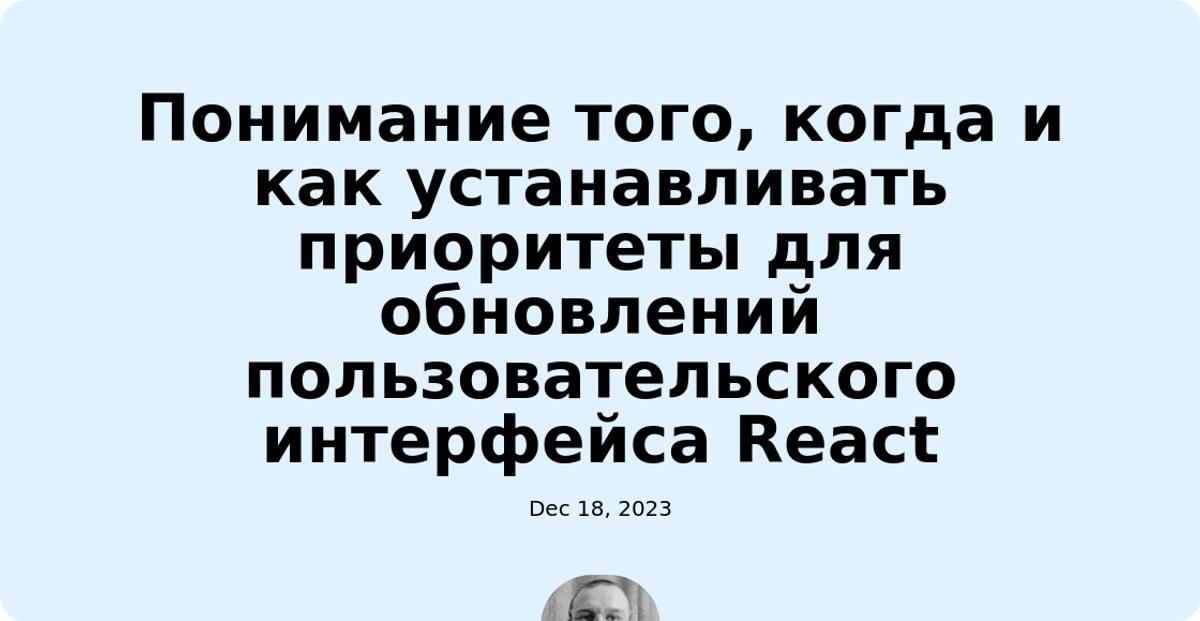 Понимание того, когда и
как устанавливать
приоритеты для
обновлений
пользовательского
интерфейса React
Dec 18, 2023